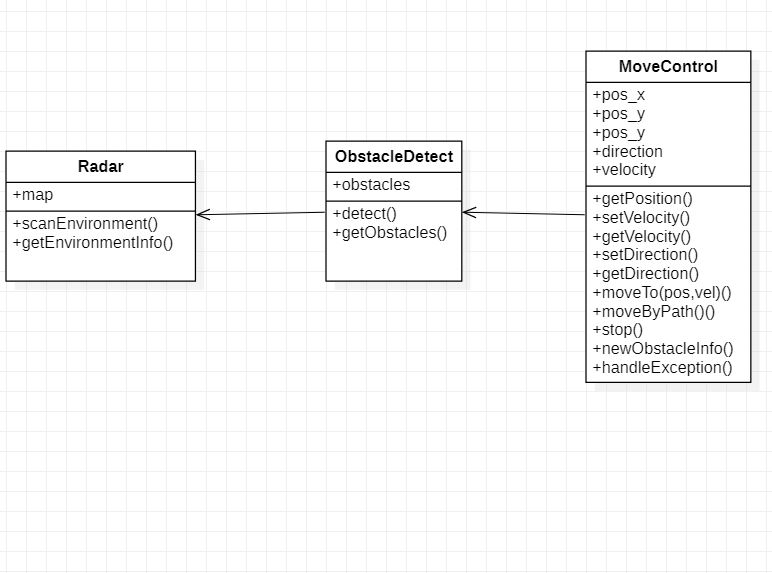 Radar
+map
+scanEnvironment()
+getEnvironmentInfo()
ObstacleDetect
+obstacles
+detect()
+getObstacles()
MoveControl
+pos_x
+pos_y
+pos_y
+direction
+velocity
+getPosition()
+setVelocity()
+getVelocity()
+setDirection()
+getDirection()
+moveTo(pos,vel)()
+moveByPath()()
+stop()
+newObstacleInfo()
+handleException()